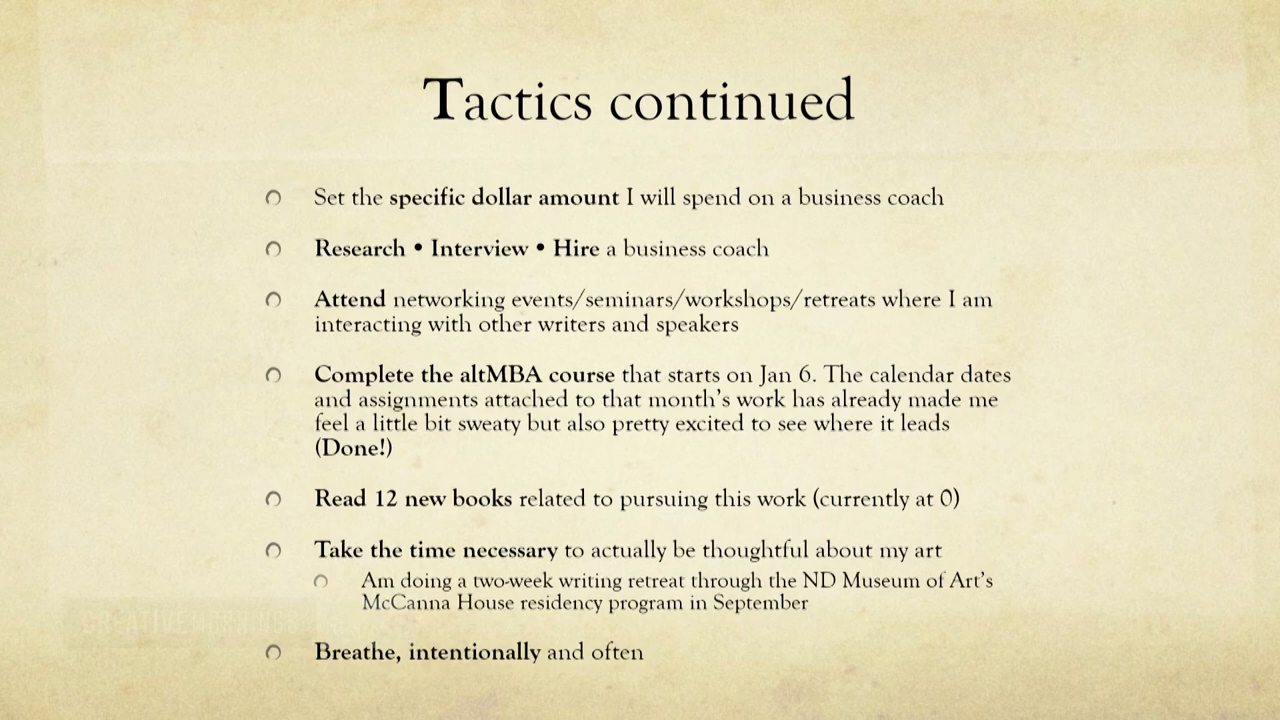 Tactics continued
Set the specific dollar amount I will spend on a business coach
Research • Interview • Hire a business coach
Attend networking events/seminars/workshops/retreats where I am
interacting with other writers and speakers
Complete the altMBA course that starts on Jan 6. The calendar dates
and assignments attached to that month's work has already made me
feel a little bit sweaty but also pretty excited to see where it leads
(Done!)
Read 12 new books related to pursuing this work (currently at 0)
Take the time necessary to actually be thoughtful about my art
Am doing a two-week writing retreat through the ND Museum of Art's
McCanna House residency program in September
Breathe, intentionally and often